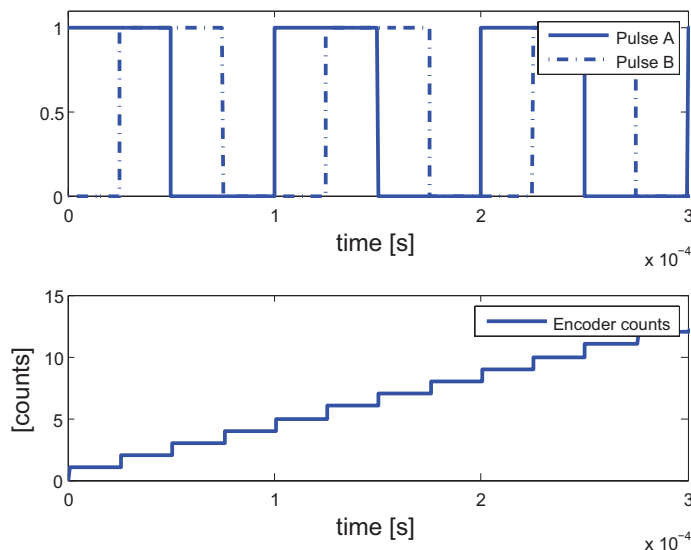 1
0.5
0
0 1 2 3
time [s]
x 10⁻⁴
Pulse A
Pulse B
15
10
5
0
[counts]
0 1 2 3
time [s]
x 10⁻⁴
Encoder counts